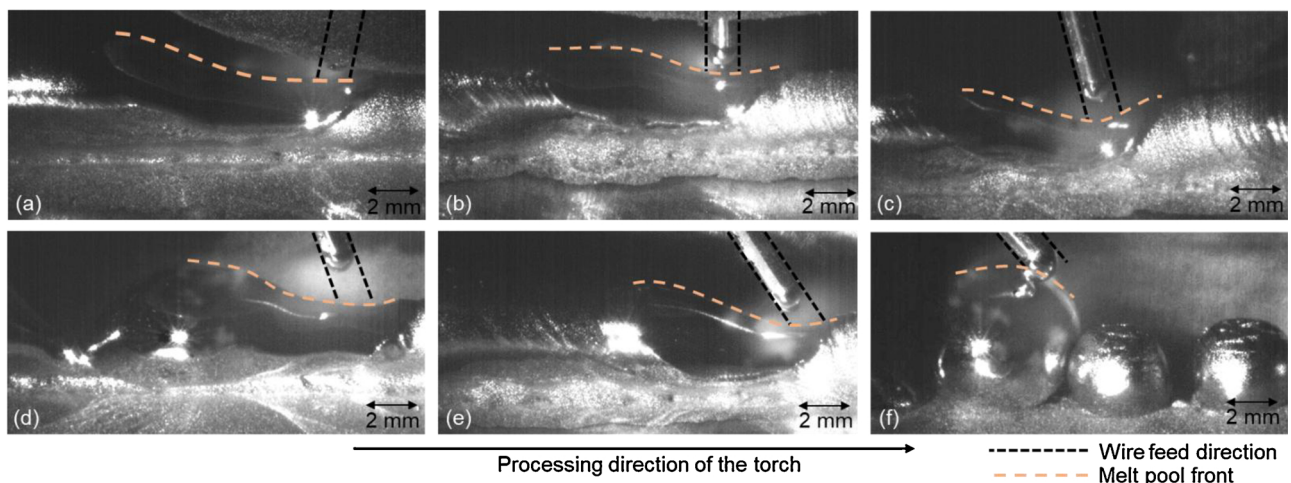 (a)
2 mm
(b)
2 mm
(c)
2 mm
(d)
2 mm
(e)
2 mm
(f)
2 mm
Processing direction of the torch
Wire feed direction
Melt pool front